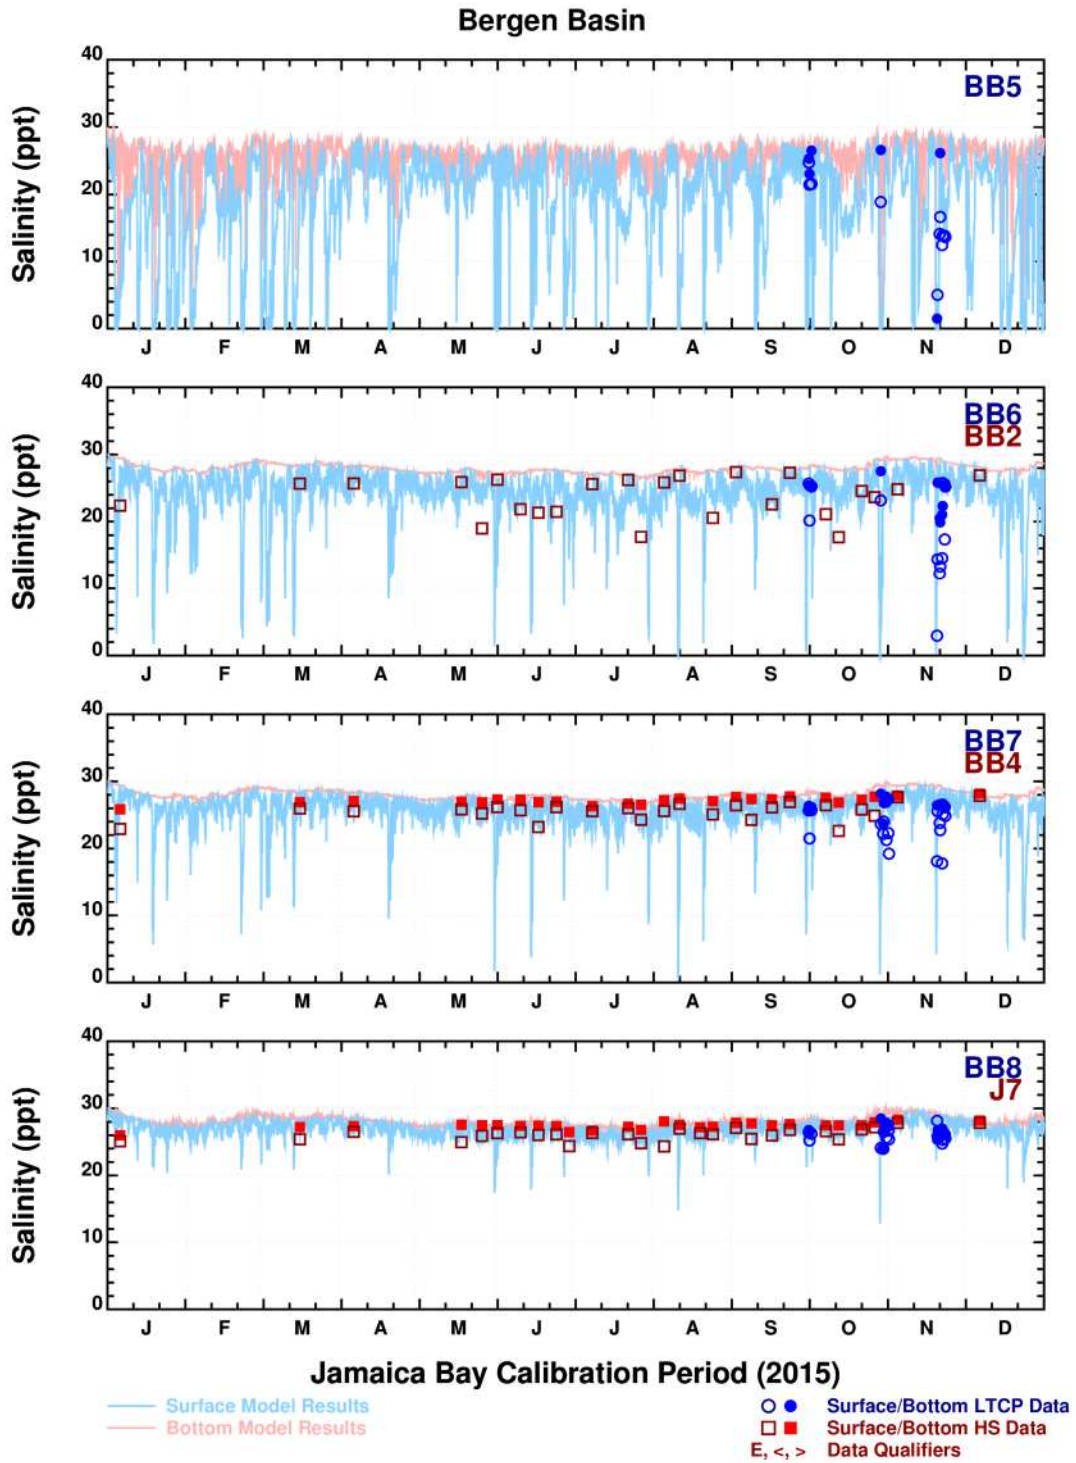 Bergen Basin
Salinity (ppt)
40
30
20
10
0
BB5
J F M A M J J A S O N D
Salinity (ppt)
40
30
20
10
0
BB6
BB2
J F M A M J J A S O N D
Salinity (ppt)
40
30
20
10
0
BB7
BB4
J F M A M J J A S O N D
Salinity (ppt)
40
30
20
10
0
BB8
J7
J F M A M J J A S O N D
Jamaica Bay Calibration Period (2015)
Surface Model Results
Bottom Model Results
Surface/Bottom LTCP Data
Surface/Bottom HS Data
E, <, > Data Qualifiers